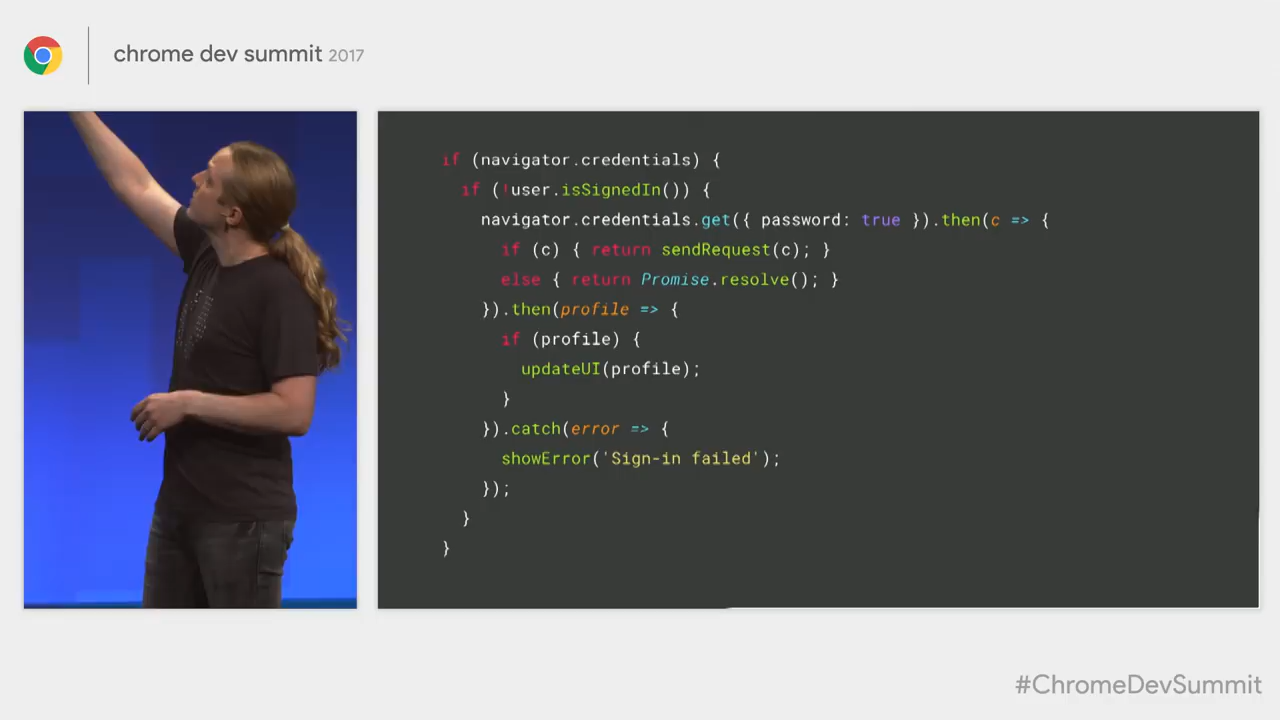 chrome dev summit 2017
if (navigator.credentials) {
if (!user.isSignedIn()) {
navigator.credentials.get({ password: true }).then(c => {
if (c) { return sendRequest(c); }
else { return Promise.resolve(); }
}).then(profile => {
if (profile) {
updateUI(profile);
}
}).catch(error => {
showError('Sign-in failed');
});
}
}
#ChromeDevSummit